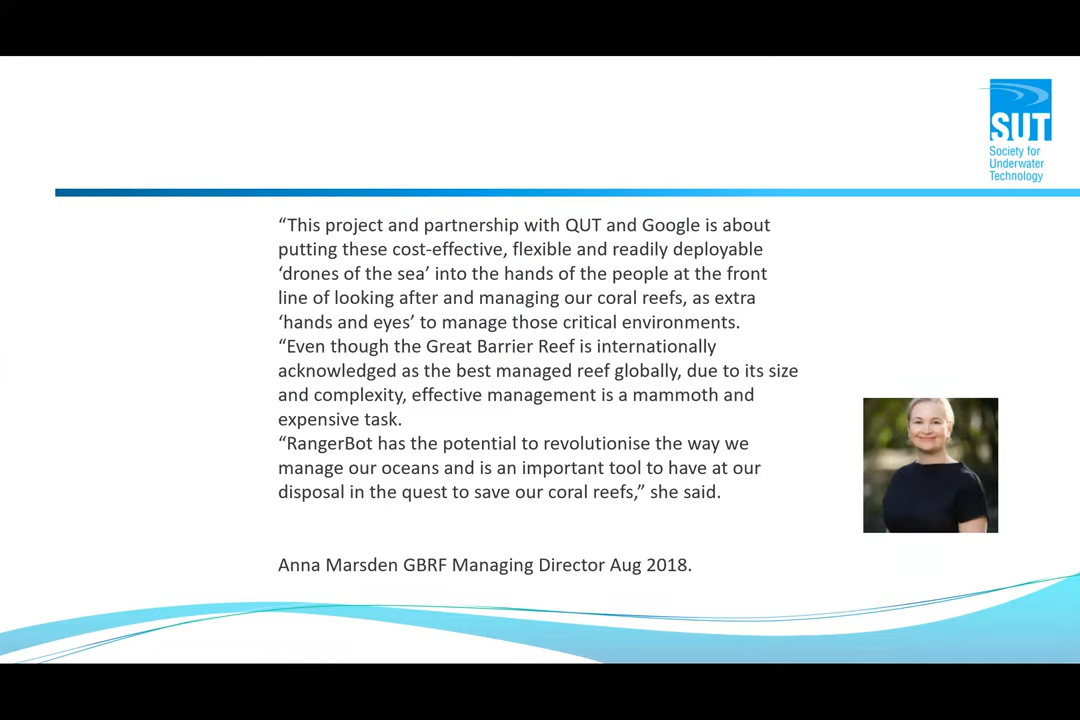 SUT
Society for
Underwater
Technology
“This project and partnership with QUT and Google is about
putting these cost-effective, flexible and readily deployable
‘drones of the sea’ into the hands of the people at the front
line of looking after and managing our coral reefs, as extra
‘hands and eyes’ to manage those critical environments.
“Even though the Great Barrier Reef is internationally
acknowledged as the best managed reef globally, due to its size
and complexity, effective management is a mammoth and
expensive task.
“RangerBot has the potential to revolutionise the way we
manage our oceans and is an important tool to have at our
disposal in the quest to save our coral reefs,” she said.
Anna Marsden GBRF Managing Director Aug 2018.